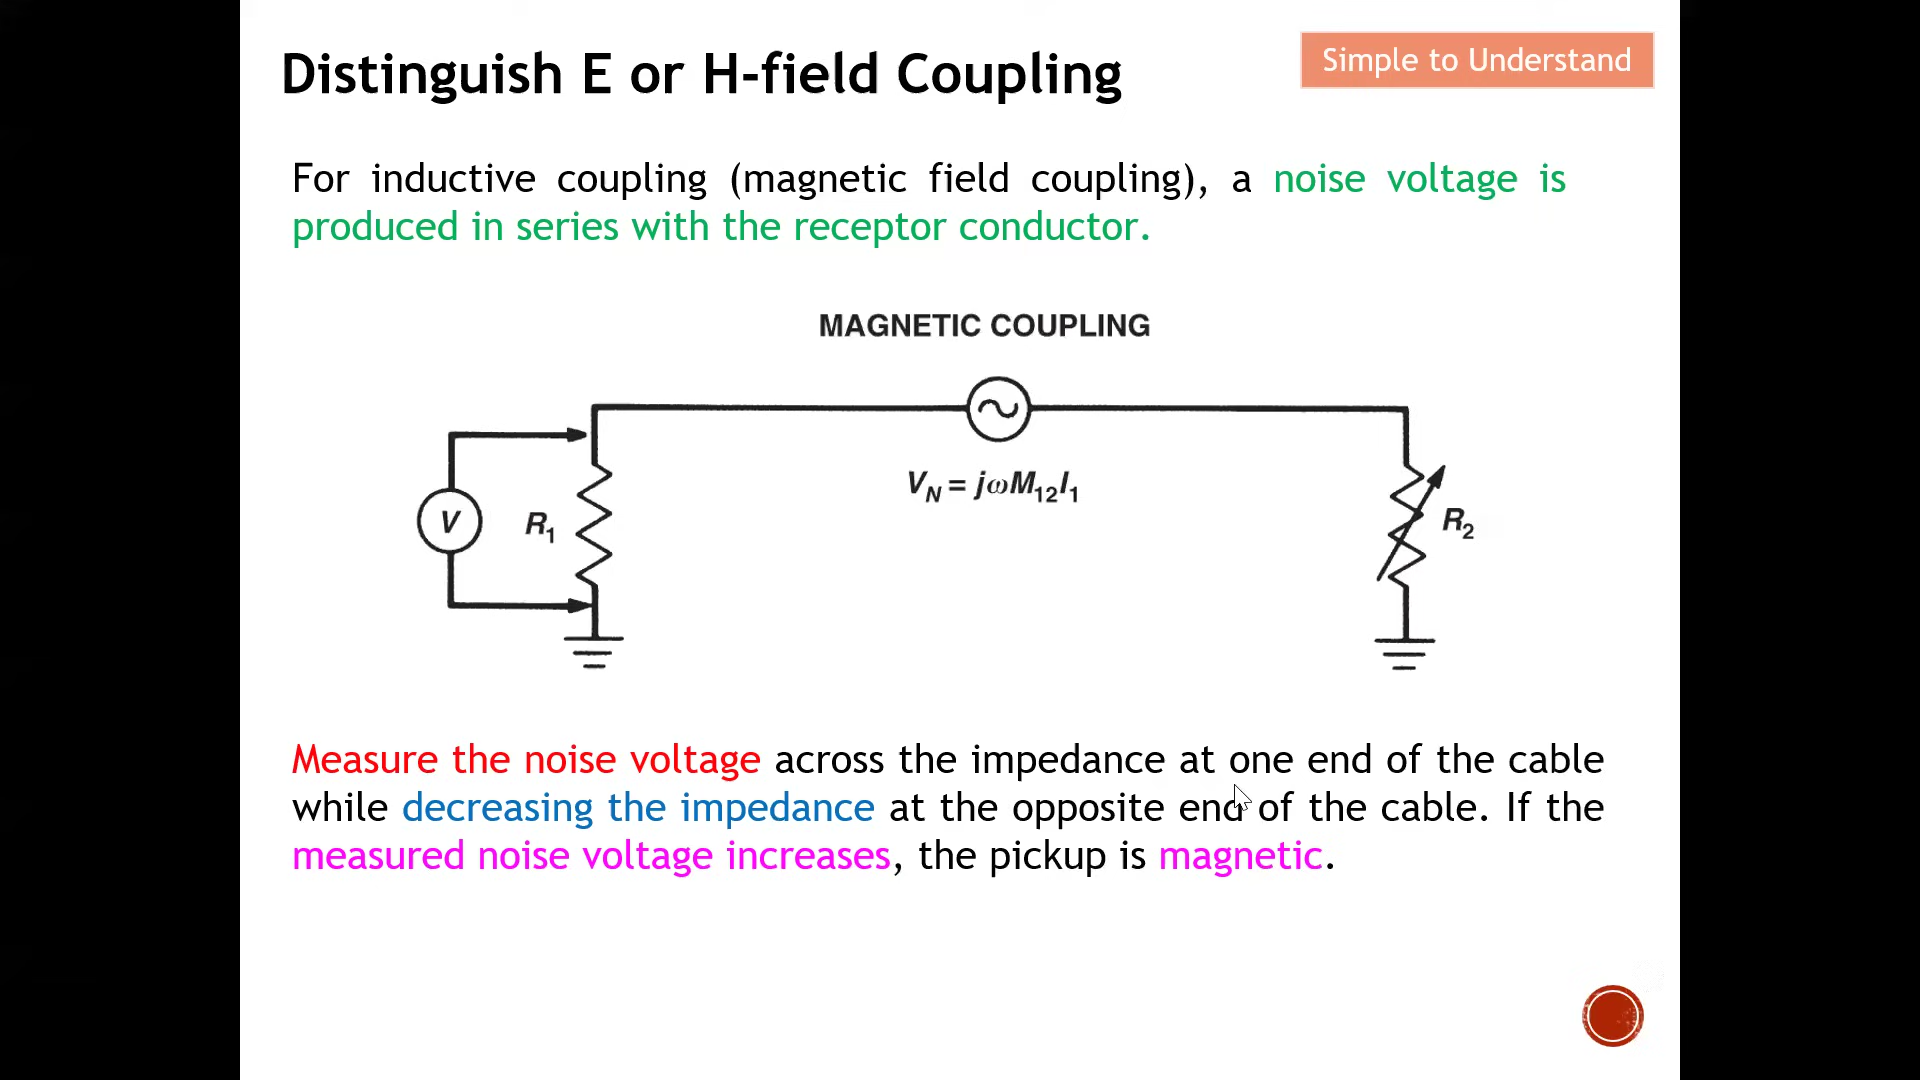 Distinguish E or H-field Coupling
Simple to Understand
For inductive coupling (magnetic field coupling), a noise voltage is
produced in series with the receptor conductor.
MAGNETIC COUPLING
V_N = jωM₁₂I₁
V
R₁
R₂
Measure the noise voltage across the impedance at one end of the cable
while decreasing the impedance at the opposite end of the cable. If the
measured noise voltage increases, the pickup is magnetic.